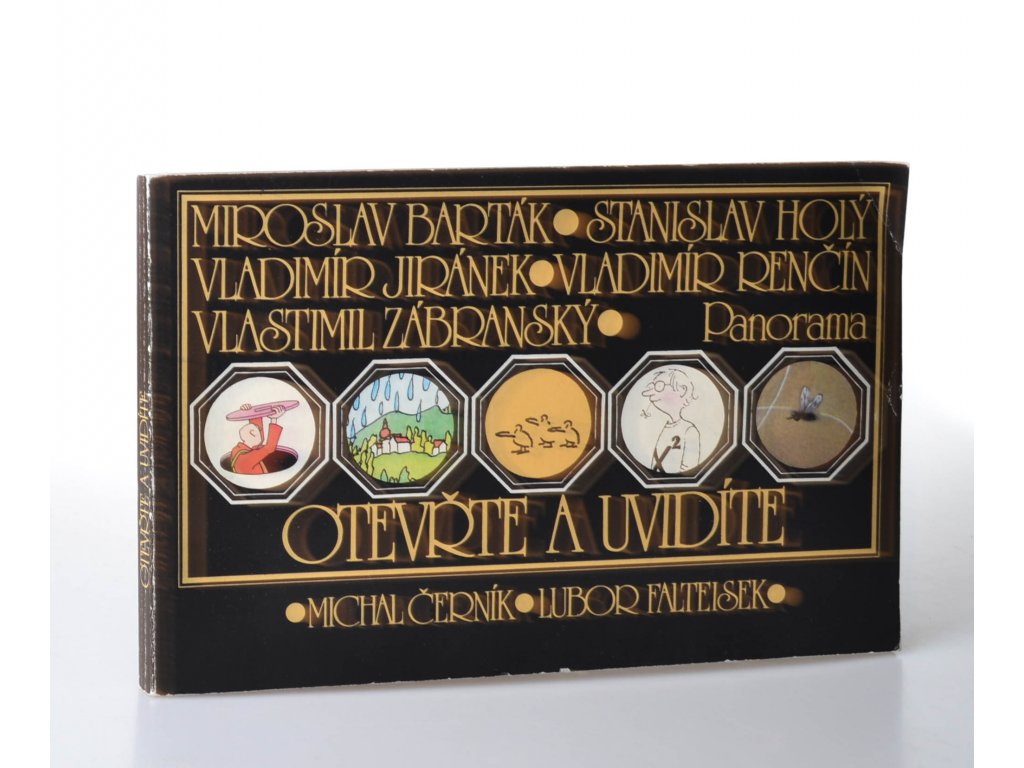 MIROSLAV BARTÁK • STANISLAV HOLÝ
VLADIMÍR JIRÁNEK • VLADIMÍR RENČÍN
VLASTIMIL ZÁBRANSKÝ • Panorama
X2
OTEVŘTE A UVIDÍTE
• MICHAL ČERNÍK • LUBOR FALTEISEK •
OTEVŘTE A UVIDÍTE